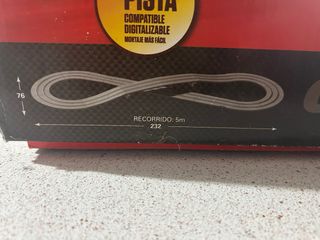 PISTA
COMPATIBLE
DIGITALIZABLE
MONTAJE MÁS FÁCIL
76
RECORRIDO: 5m
232